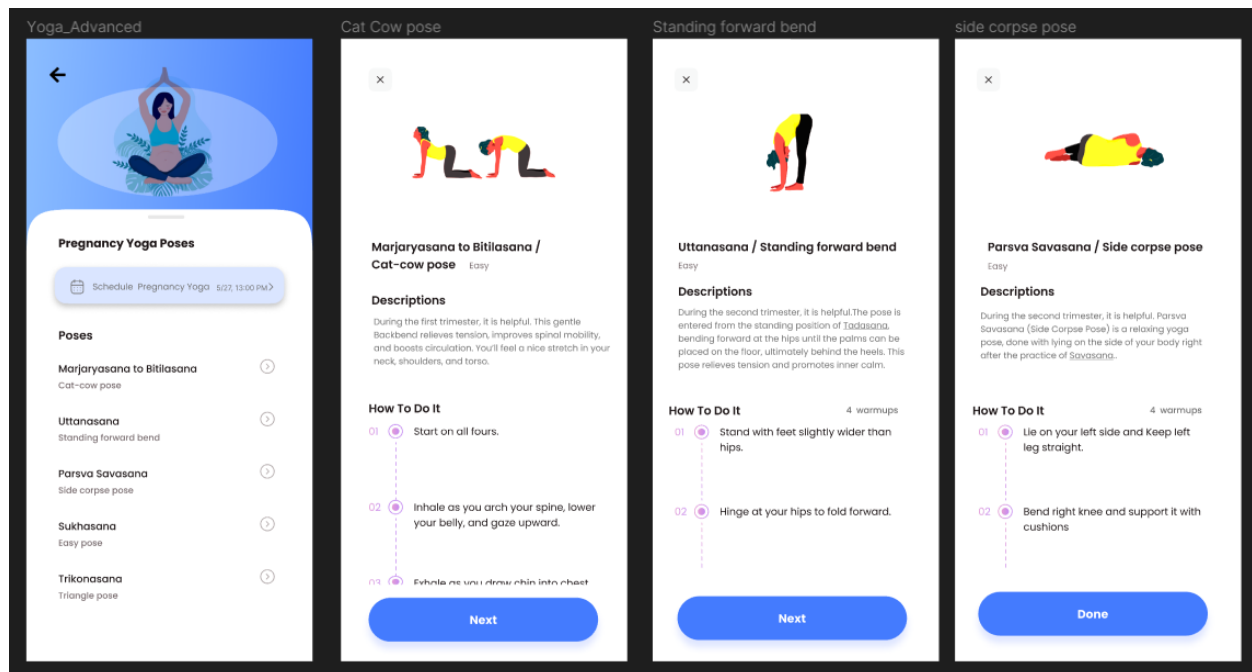 Yoga_Advanced
Pregnancy Yoga Poses
Schedule Pregnancy Yoga 5/27, 13:00 PM
Poses
Marjaryasana to Bitilasana
Cat-cow pose
Uttanasana
Standing forward bend
Parsva Savasana
Side corpse pose
Sukhasana
Easy pose
Trikonasana
Triangle pose
Cat Cow pose
Marjaryasana to Bitilasana /
Cat-cow pose Easy
Descriptions
During the first trimester, it is helpful. This gentle
Backbend relieves tension, improves spinal mobility,
and boosts circulation. You'll feel a nice stretch in your
neck, shoulders, and torso.
How To Do It
01 Start on all fours.
02 Inhale as you arch your spine, lower
your belly, and gaze upward.
03 Exhale as you draw chin into chest
Next
Standing forward bend
Uttanasana / Standing forward bend
Easy
Descriptions
During the second trimester, it is helpful.The pose is
entered from the standing position of Tadasana,
bending forward at the hips until the palms can be
placed on the floor, ultimately behind the heels. This
pose relieves tension and promotes inner calm.
How To Do It 4 warmups
01 Stand with feet slightly wider than
hips.
02 Hinge at your hips to fold forward.
Next
side corpse pose
Parsva Savasana / Side corpse pose
Easy
Descriptions
During the second trimester, it is helpful. Parsva
Savasana (Side Corpse Pose) is a relaxing yoga
pose, done with lying on the side of your body right
after the practice of Savasana..
How To Do It 4 warmups
01 Lie on your left side and Keep left
leg straight.
02 Bend right knee and support it with
cushions
Done